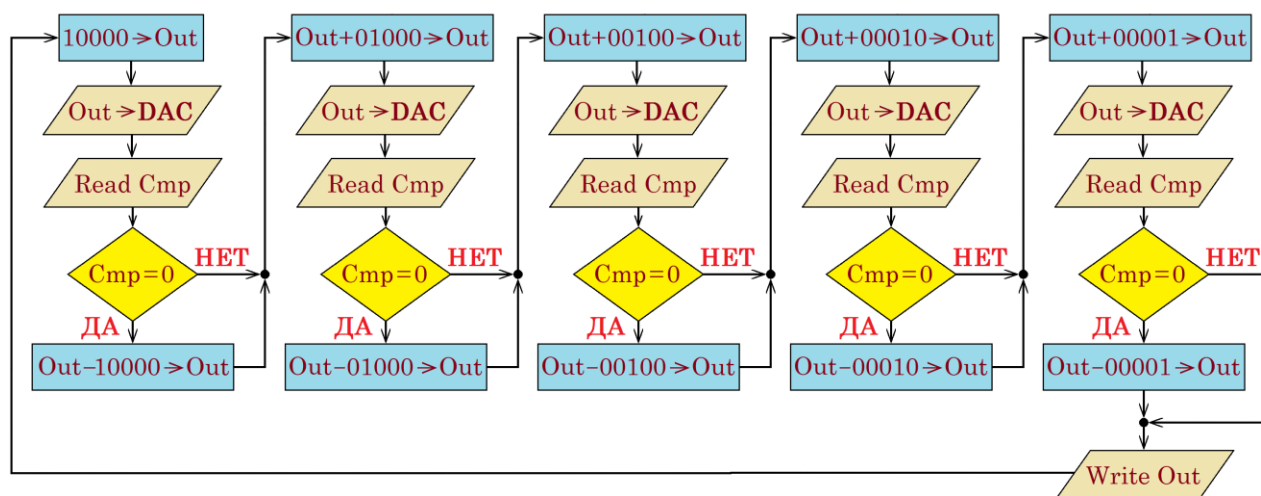 10000➢Out
Out➢DAC
Read Cmp
Cmp=0
НЕТ
ДА
Out–10000➢Out
Out+01000➢Out
Out➢DAC
Read Cmp
Cmp=0
НЕТ
ДА
Out–01000➢Out
Out+00100➢Out
Out➢DAC
Read Cmp
Cmp=0
НЕТ
ДА
Out–00100➢Out
Out+00010➢Out
Out➢DAC
Read Cmp
Cmp=0
НЕТ
ДА
Out–00010➢Out
Out+00001➢Out
Out➢DAC
Read Cmp
Cmp=0
НЕТ
ДА
Out–00001➢Out
Write Out